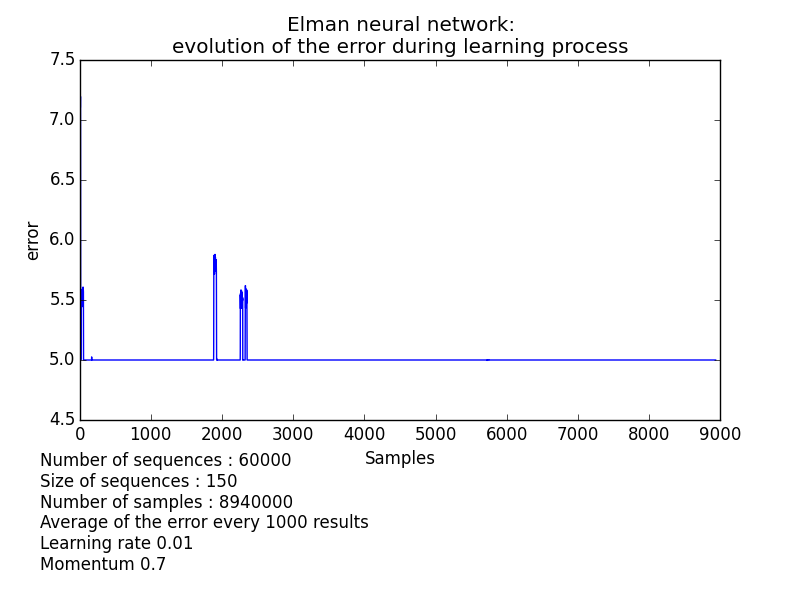 Elman neural network:
evolution of the error during learning process
7.5
7.0
6.5
6.0
5.5
5.0
4.5
error
0 1000 2000 3000 4000 5000 6000 7000 8000 9000
Samples
Number of sequences : 60000
Size of sequences : 150
Number of samples : 8940000
Average of the error every 1000 results
Learning rate 0.01
Momentum 0.7